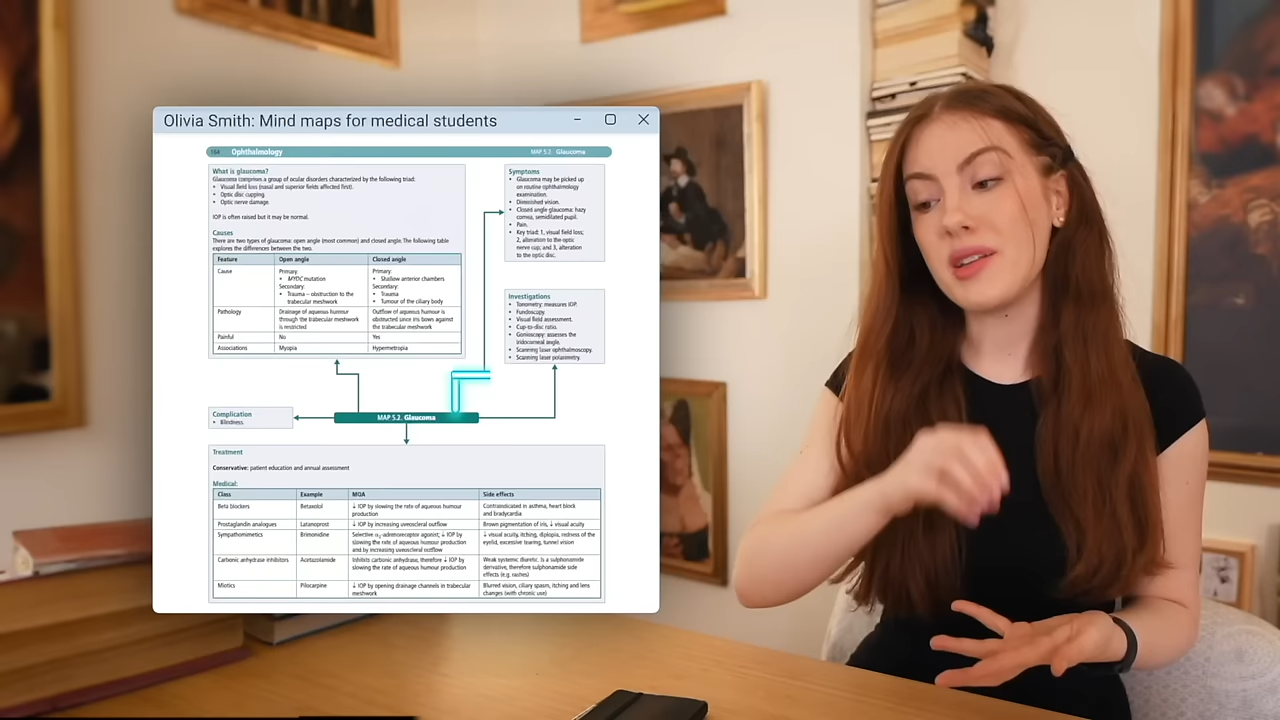 Olivia Smith: Mind maps for medical students
154 Ophthalmology MAP 5.2 Glaucoma
What is glaucoma?
Glaucoma comprises a group of ocular disorders characterized by the following triad:
• Visual field loss (nasal and superior fields affected first).
• Optic disc cupping.
• Optic nerve damage.
IOP is often raised but it may be normal.
Causes
There are two types of glaucoma: open angle (most common) and closed angle. The following table
explores the differences between the two.
Feature Open angle Closed angle
Cause Primary: Primary:
• MYOC mutation • Shallow anterior chambers
Secondary: Secondary:
• Trauma – obstruction to the • Trauma
trabecular meshwork • Tumour of the ciliary body
Pathology Drainage of aqueous humour Outflow of aqueous humour is
through the trabecular meshwork obstructed since iris bows against
is restricted the trabecular meshwork
Painful No Yes
Associations Myopia Hypermetropia
Symptoms
• Glaucoma may be picked up
on routine ophthalmology
examination.
• Diminished vision.
• Closed angle glaucoma: hazy
cornea, semidilated pupil.
• Pain.
• Key triad: 1, visual field loss;
2, alteration to the optic
nerve cup; and 3, alteration
to the optic disc.
Investigations
• Tonometry: measures IOP.
• Fundoscopy.
• Visual field assessment.
• Cup-to-disc ratio.
• Gonioscopy: assesses the
iridocorneal angle.
• Scanning laser ophthalmoscopy.
• Scanning laser polarimetry.
Complication
• Blindness.
MAP 5.2. Glaucoma
Treatment
Conservative: patient education and annual assessment
Medical:
Class Example MOA Side effects
Beta blockers Betaxolol ↓ IOP by slowing the rate of aqueous humour Contraindicated in asthma, heart block
production and bradycardia
Prostaglandin analogues Latanoprost ↓ IOP by increasing uveoscleral outflow Brown pigmentation of iris, ↓ visual acuity
Sympathomimetics Brimonidine Selective α₂-adrenoreceptor agonist; ↓ IOP by ↓ visual acuity, itching, diplopia, redness of the
slowing the rate of aqueous humour production eyelid, excessive tearing, tunnel vision
and by increasing uveoscleral outflow
Carbonic anhydrase inhibitors Acetazolamide Inhibits carbonic anhydrase, therefore ↓ IOP by Weak systemic diuretic. Is a sulphonamide
slowing the rate of aqueous humour production derivative, therefore sulphonamide side
effects (e.g. rashes)
Miotics Pilocarpine ↓ IOP by opening drainage channels in trabecular Blurred vision, ciliary spasm, itching and lens
meshwork changes (with chronic use)